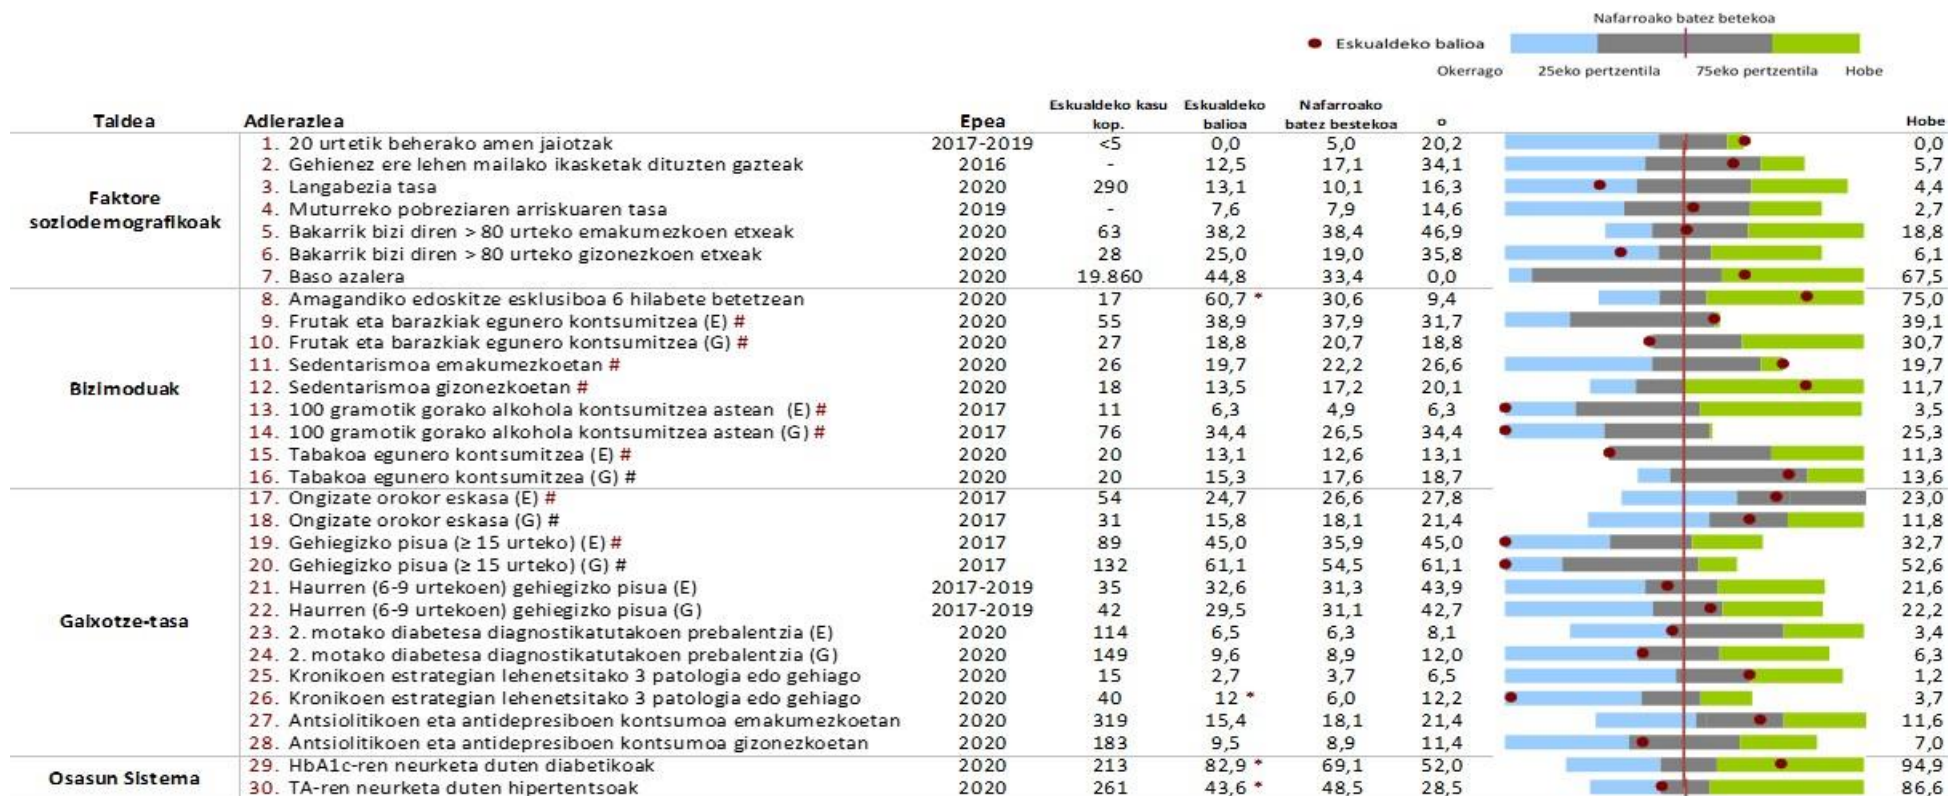 Nafarroako batez betekoa
Eskualdeko balioa
Okerrago 25eko pertzentila 75eko pertzentila Hobe
Taldea Adierazlea Epea Eskualdeko kasu kop. Eskualdeko balioa Nafarroako batez bestekoa o Hobe
Faktore soziodemografikoak
1. 20 urtetik beherako amen jaiotzak 2017-2019 <5 0,0 5,0 20,2 0,0
2. Gehienez ere lehen mailako ikasketak dituzten gazteak 2016 - 12,5 17,1 34,1 5,7
3. Langabezia tasa 2020 290 13,1 10,1 16,3 4,4
4. Muturreko pobreziaren arriskuaren tasa 2019 - 7,6 7,9 14,6 2,7
5. Bakarrik bizi diren > 80 urteko emakumezkoen etxeak 2020 63 38,2 38,4 46,9 18,8
6. Bakarrik bizi diren > 80 urteko gizonezkoen etxeak 2020 28 25,0 19,0 35,8 6,1
7. Baso azalera 2020 19.860 44,8 33,4 0,0 67,5
Bizimoduak
8. Amagandiko edoskitze esklusiboa 6 hilabete betetzean 2020 17 60,7 * 30,6 9,4 75,0
9. Frutak eta barazkiak egunero kontsumitzea (E) # 2020 55 38,9 37,9 31,7 39,1
10. Frutak eta barazkiak egunero kontsumitzea (G) # 2020 27 18,8 20,7 18,8 30,7
11. Sedentarismoa emakumezkoetan # 2020 26 19,7 22,2 26,6 19,7
12. Sedentarismoa gizonezkoetan # 2020 18 13,5 17,2 20,1 11,7
13. 100 gramotik gorako alkohola kontsumitzea astean (E) # 2017 11 6,3 4,9 6,3 3,5
14. 100 gramotik gorako alkohola kontsumitzea astean (G) # 2017 76 34,4 26,5 34,4 25,3
15. Tabakoa egunero kontsumitzea (E) # 2020 20 13,1 12,6 13,1 11,3
16. Tabakoa egunero kontsumitzea (G) # 2020 20 15,3 17,6 18,7 13,6
Gaixotze-tasa
17. Ongizate orokor eskasa (E) # 2017 54 24,7 26,6 27,8 23,0
18. Ongizate orokor eskasa (G) # 2017 31 15,8 18,1 21,4 11,8
19. Gehiegizko pisua (≥ 15 urteko) (E) # 2017 89 45,0 35,9 45,0 32,7
20. Gehiegizko pisua (≥ 15 urteko) (G) # 2017 132 61,1 54,5 61,1 52,6
21. Haurren (6-9 urtekoen) gehiegizko pisua (E) 2017-2019 35 32,6 31,3 43,9 21,6
22. Haurren (6-9 urtekoen) gehiegizko pisua (G) 2017-2019 42 29,5 31,1 42,7 22,2
23. 2. motako diabetesa diagnostikatutakoen prebalentzia (E) 2020 114 6,5 6,3 8,1 3,4
24. 2. motako diabetesa diagnostikatutakoen prebalentzia (G) 2020 149 9,6 8,9 12,0 6,3
25. Kronikoen estrategian lehenetsitako 3 patologia edo gehiago 2020 15 2,7 3,7 6,5 1,2
26. Kronikoen estrategian lehenetsitako 3 patologia edo gehiago 2020 40 12 * 6,0 12,2 3,7
27. Antsiolitikoen eta antidepresiboen kontsumoa emakumezkoetan 2020 319 15,4 18,1 21,4 11,6
28. Antsiolitikoen eta antidepresiboen kontsumoa gizonezkoetan 2020 183 9,5 8,9 11,4 7,0
Osasun Sistema
29. HbA1c-ren neurketa duten diabetikoak 2020 213 82,9 * 69,1 52,0 94,9
30. TA-ren neurketa duten hipertentsoak 2020 261 43,6 * 48,5 28,5 86,6